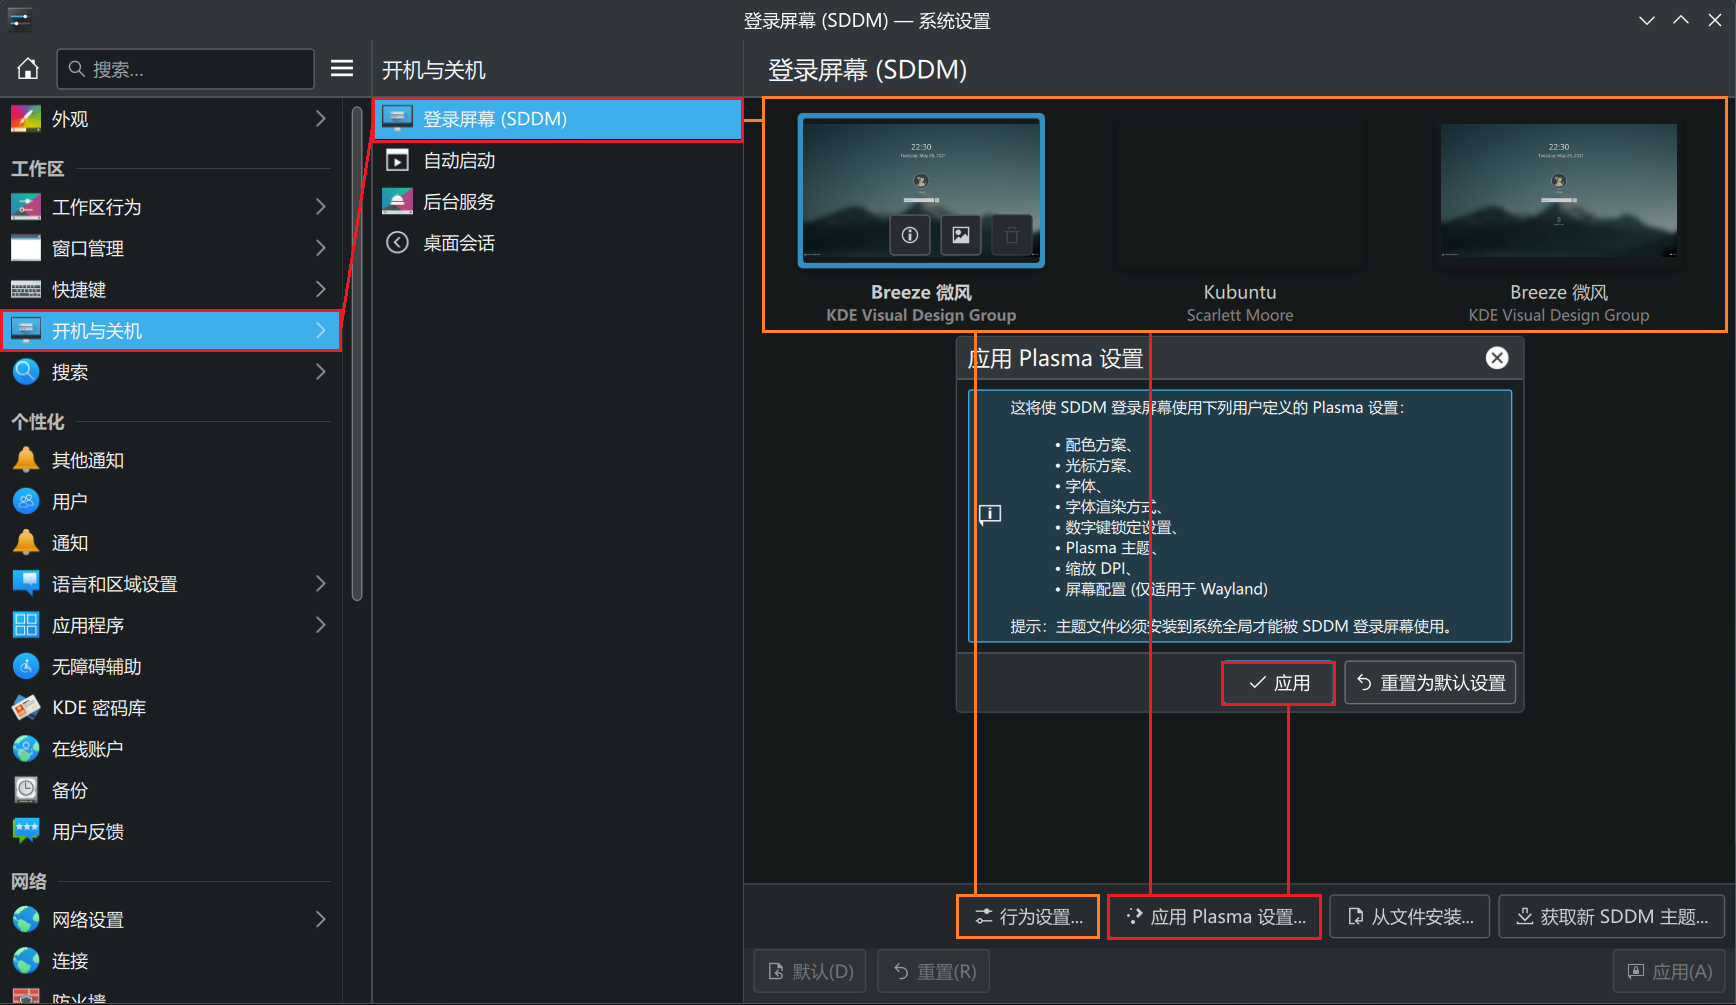 登录屏幕 (SDDM) — 系统设置
搜索...
开机与关机
登录屏幕 (SDDM)
外观
工作区
工作区行为
窗口管理
快捷键
开机与关机
搜索
个性化
其他通知
用户
通知
语言和区域设置
应用程序
无障碍辅助
KDE 密码库
在线账户
备份
用户反馈
网络
网络设置
连接
防火墙
登录屏幕 (SDDM)
自动启动
后台服务
桌面会话
22:30
Tuesday, May 25, 2021
22:30
Tuesday, May 25, 2021
Breeze 微风
KDE Visual Design Group
Kubuntu
Scarlett Moore
Breeze 微风
KDE Visual Design Group
应用 Plasma 设置
这将使 SDDM 登录屏幕使用下列用户定义的 Plasma 设置：
• 配色方案、
• 光标方案、
• 字体、
• 字体渲染方式、
• 数字键锁定设置、
• Plasma 主题、
• 缩放 DPI、
• 屏幕配置 (仅适用于 Wayland)
提示：主题文件必须安装到系统全局才能被 SDDM 登录屏幕使用。
应用
重置为默认设置
行为设置...
应用 Plasma 设置...
从文件安装...
获取新 SDDM 主题...
默认(D)
重置(R)
应用(A)